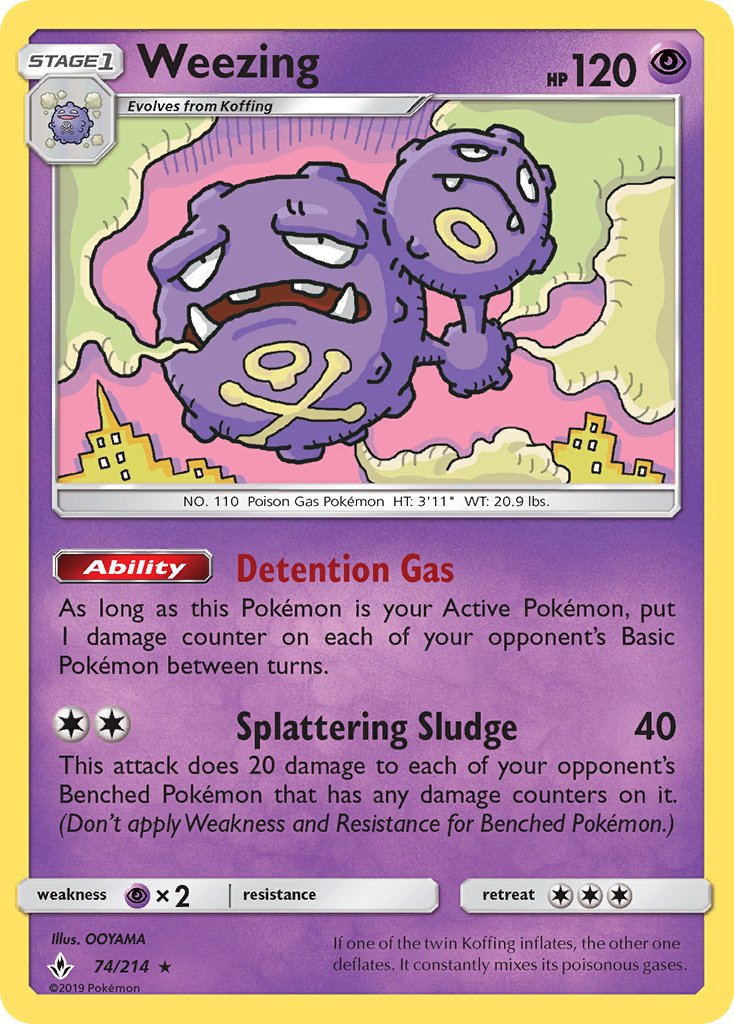 STAGE1
Weezing
HP 120
Evolves from Koffing
NO. 110 Poison Gas Pokémon HT: 3'11" WT: 20.9 lbs.
Ability Detention Gas
As long as this Pokémon is your Active Pokémon, put
1 damage counter on each of your opponent's Basic
Pokémon between turns.
Splattering Sludge 40
This attack does 20 damage to each of your opponent's
Benched Pokémon that has any damage counters on it.
(Don't apply Weakness and Resistance for Benched Pokémon.)
weakness ×2 resistance retreat
Illus. OOYAMA
74/214 ★
©2019 Pokémon
If one of the twin Koffing inflates, the other one
deflates. It constantly mixes its poisonous gases.